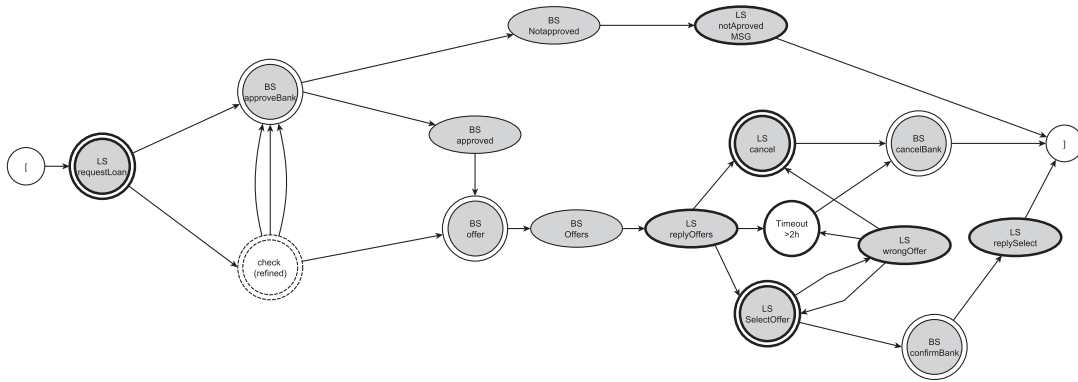 [
LS
requestLoan
BS
approveBank
check
(refined)
BS
Notapproved
LS
notAproved
MSG
BS
approved
BS
offer
BS
Offers
LS
replyOffers
LS
cancel
BS
cancelBank
Timeout
>2h
LS
wrongOffer
LS
SelectOffer
BS
confirmBank
LS
replySelect
]